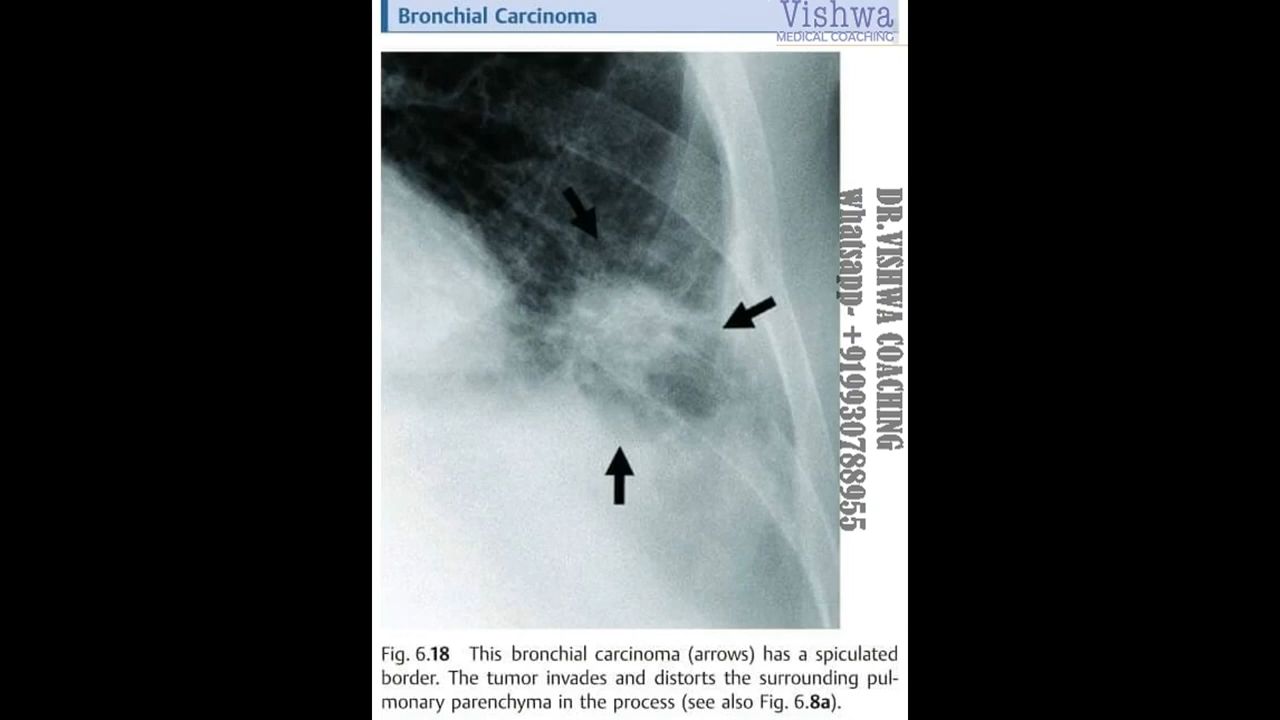 Bronchial Carcinoma
Vishwa
MEDICAL COACHING
DR.VISHWA COACHING
whatsapp- +919930788955
Fig. 6.18 This bronchial carcinoma (arrows) has a spiculated
border. The tumor invades and distorts the surrounding pul-
monary parenchyma in the process (see also Fig. 6.8a).